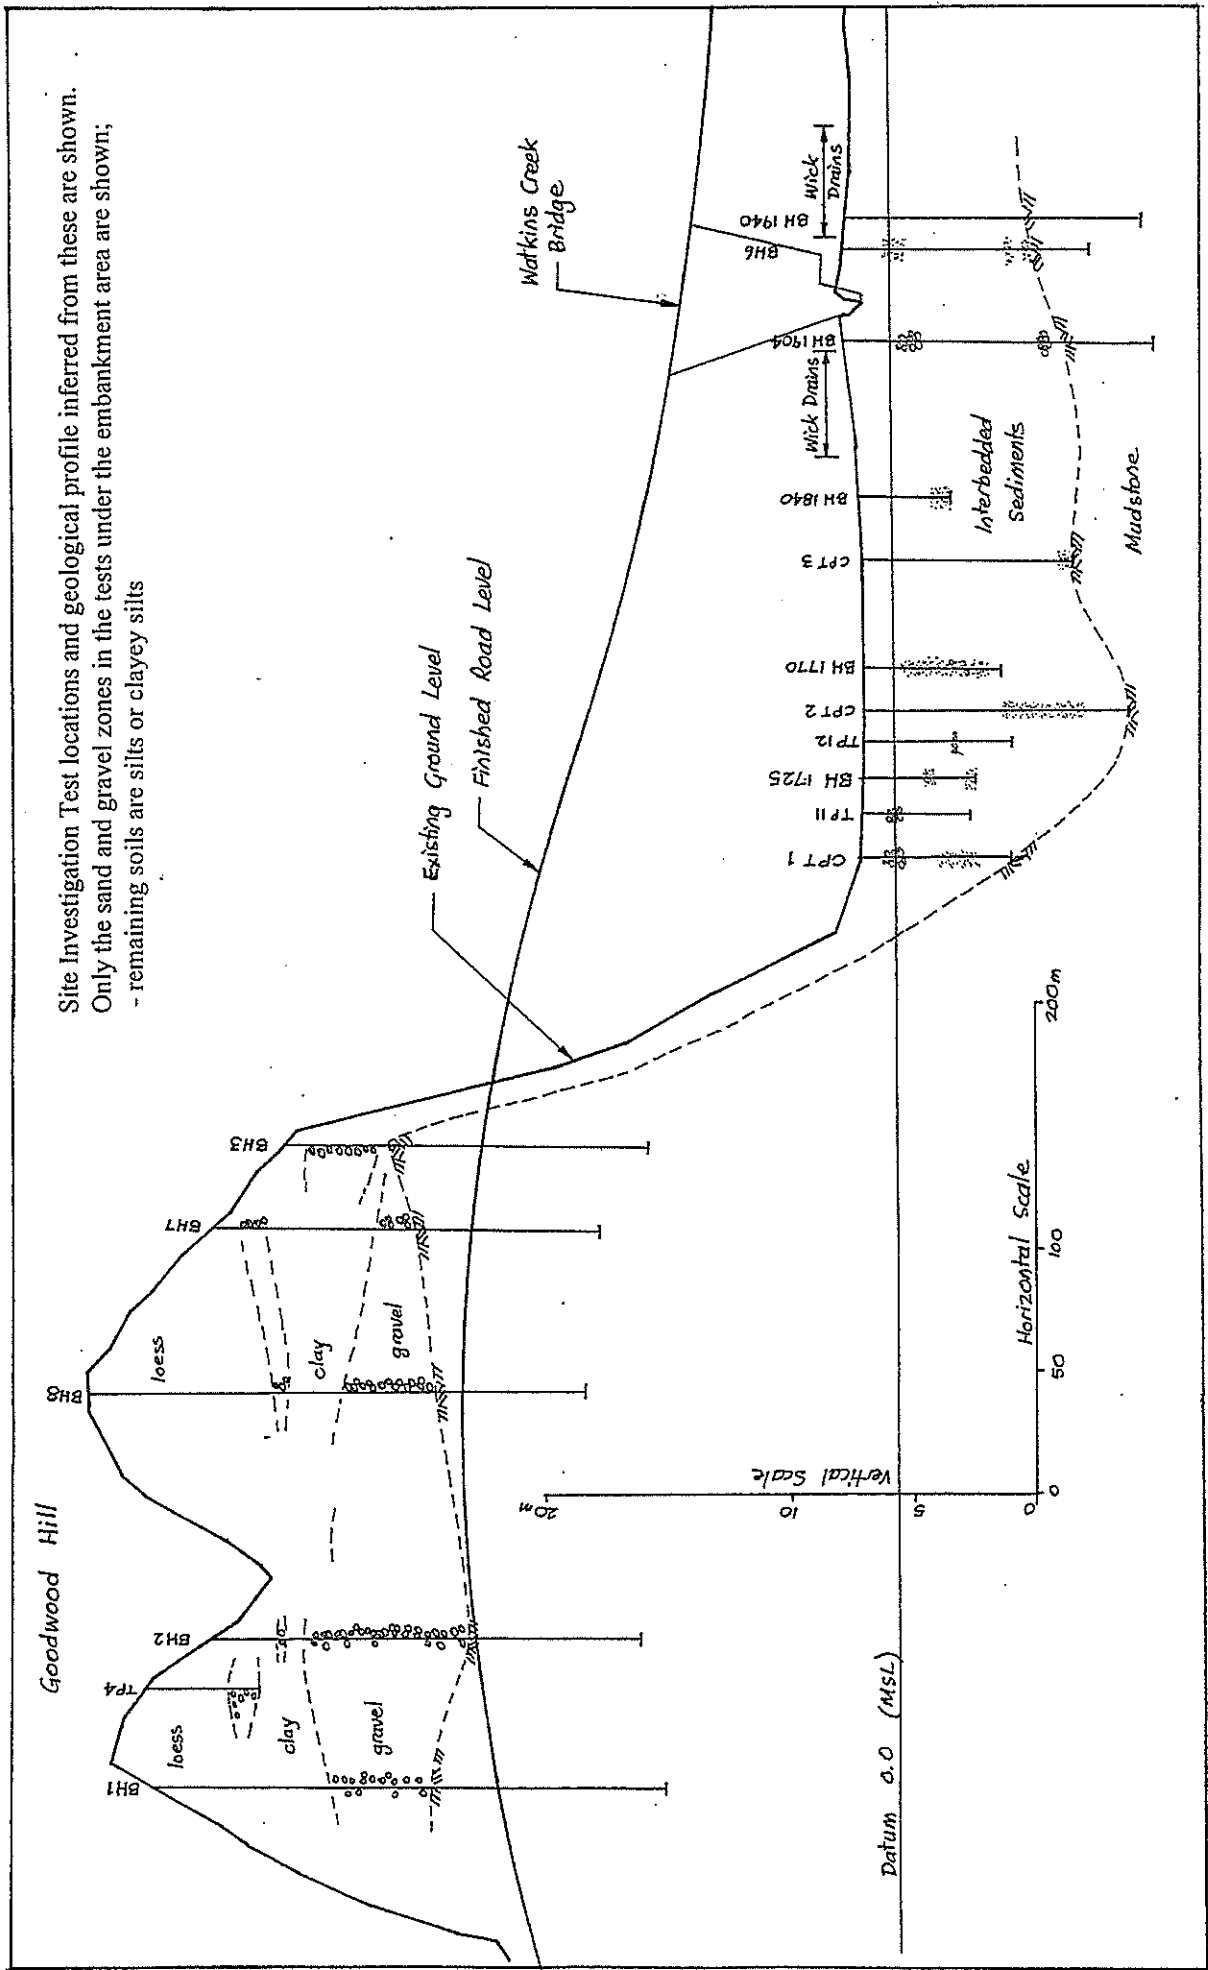 Site Investigation Test locations and geological profile inferred from these are shown.
Only the sand and gravel zones in the tests under the embankment area are shown;
- remaining soils are silts or clayey silts
Goodwood Hill
BH1
TP4
BH2
BH8
BH7
BH3
loess
clay
gravel
loess
clay
gravel
Existing Ground Level
Finished Road Level
Watkins Creek
Bridge
CPT 1
TP11
BH 1725
TP12
CPT 2
BH 1770
CPT 3
BH 1840
BH 1904
BH6
BH 1940
Wick Drains
Wick
Drains
Interbedded
Sediments
Mudstone
Datum 0.0 (MSL)
Vertical Scale
20m
10
5
0
0
50
100
200m
Horizontal Scale